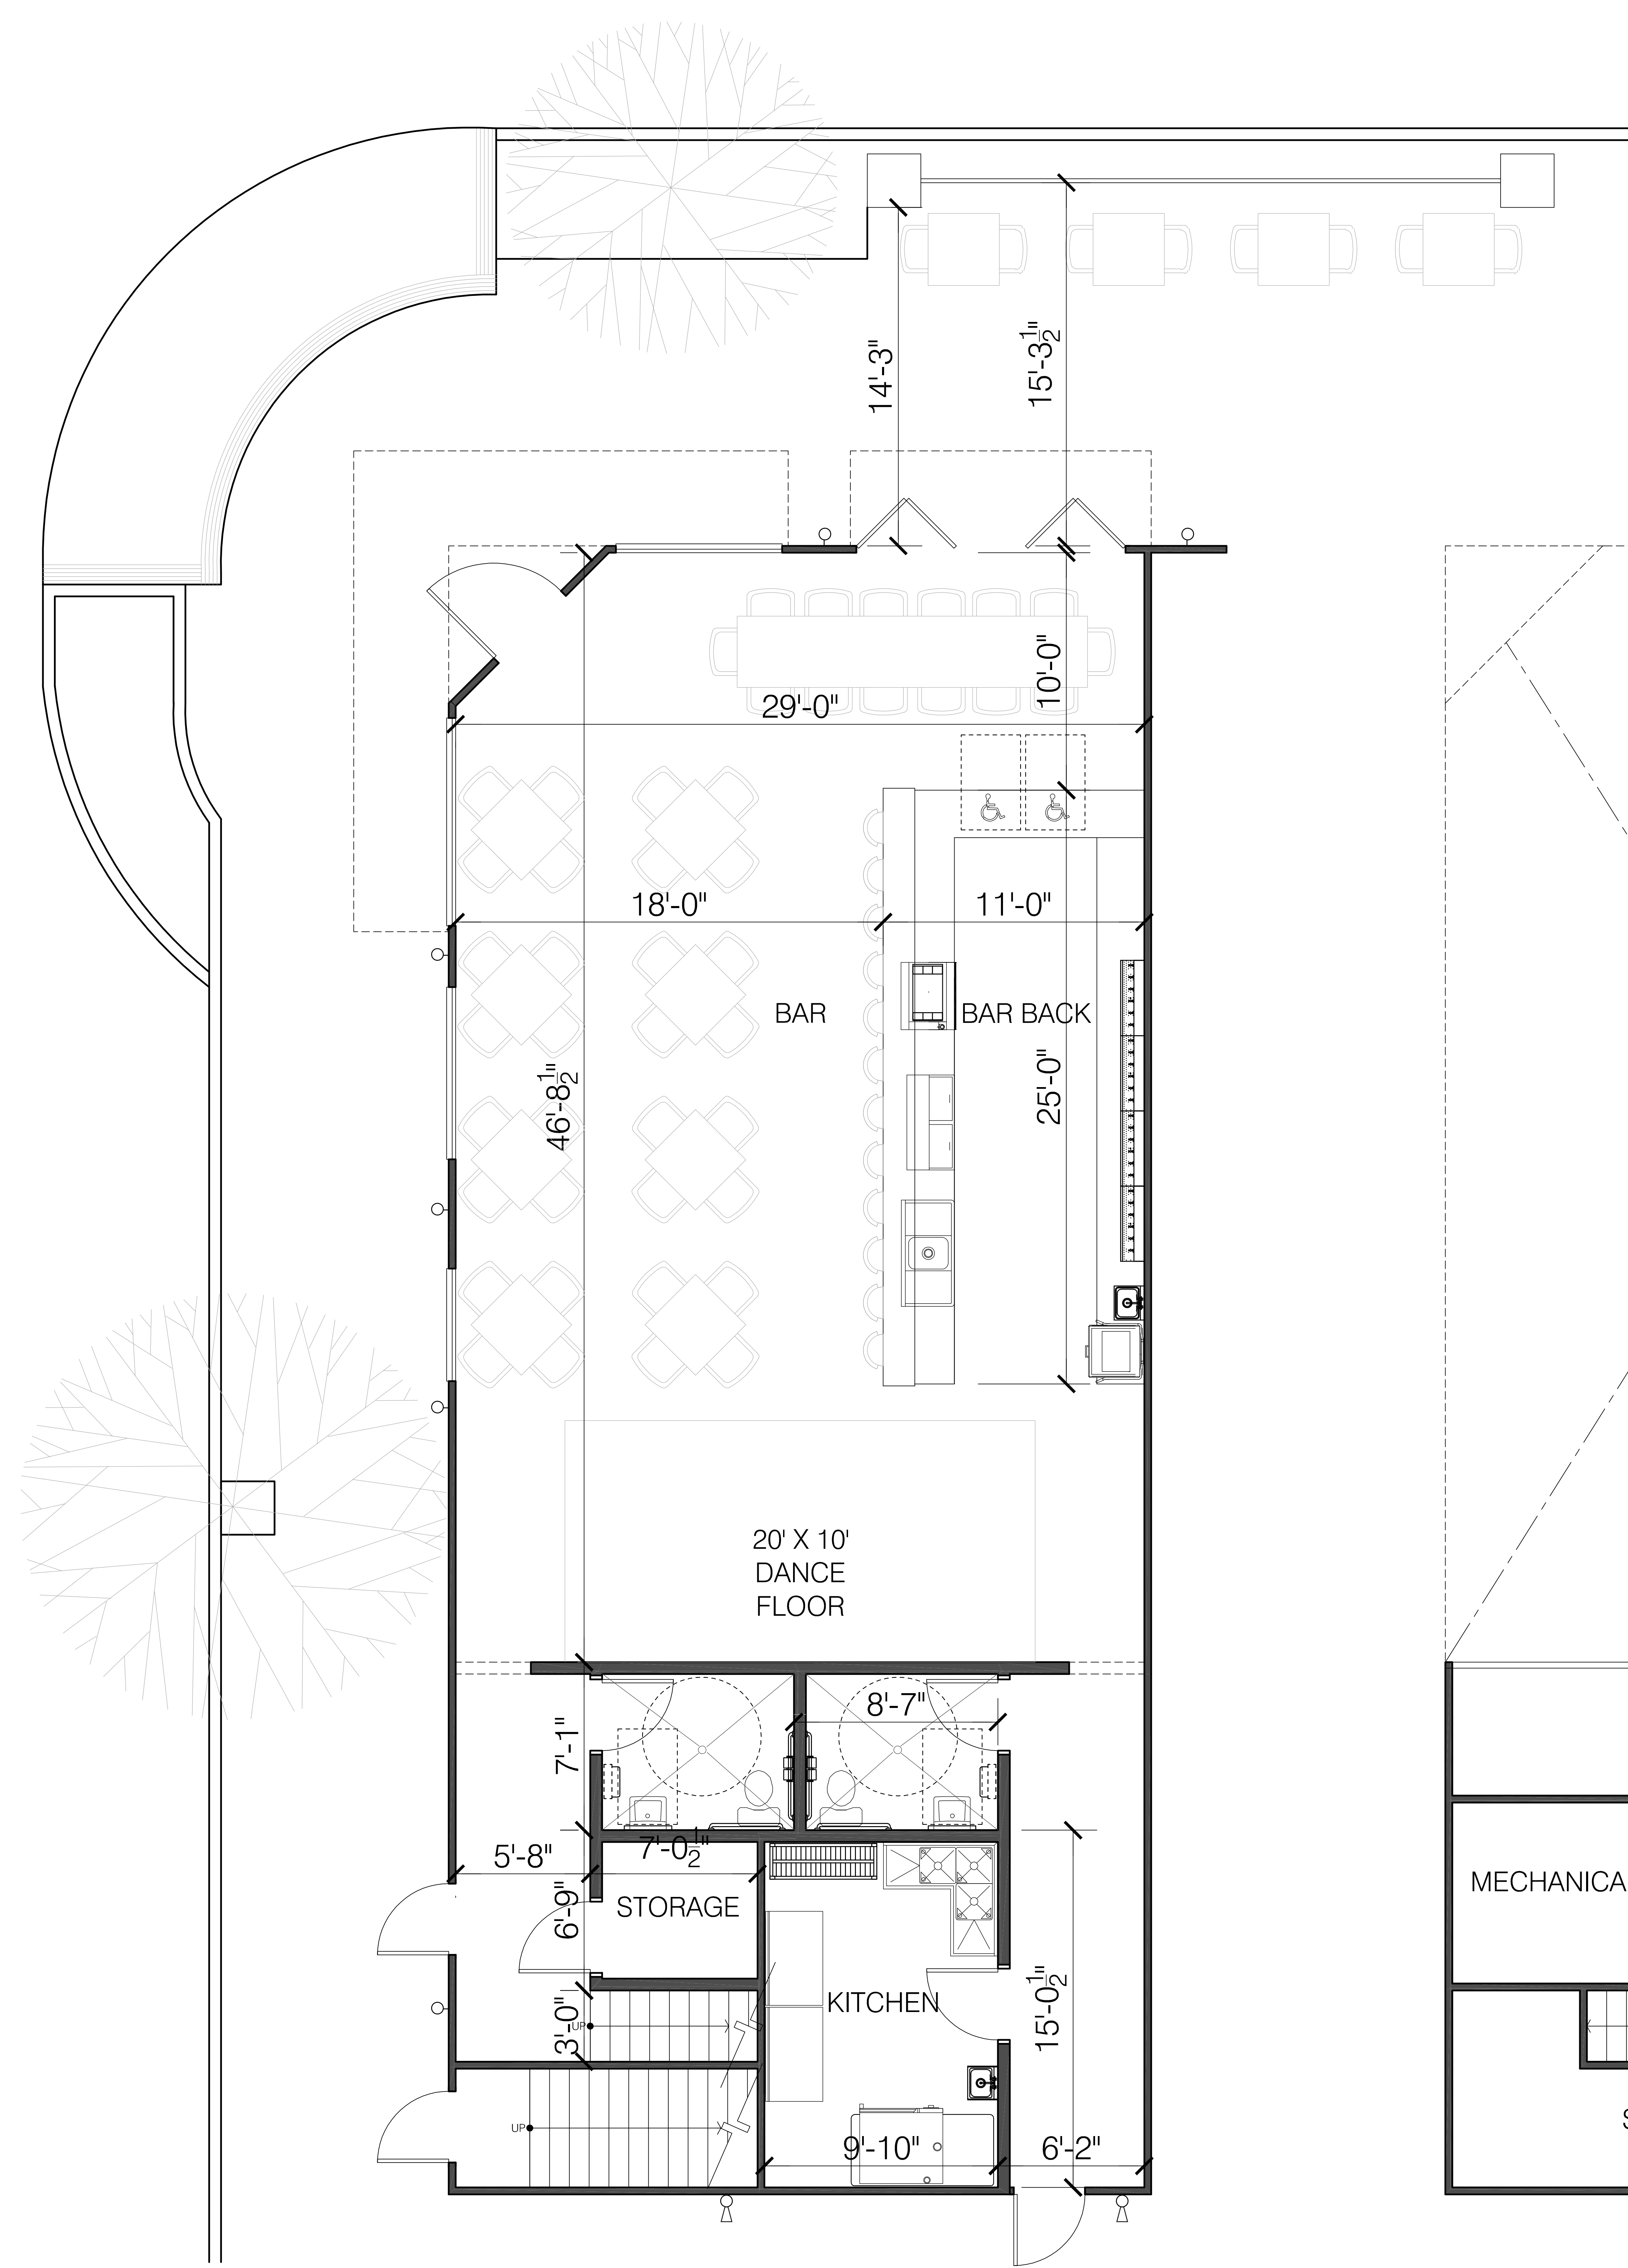 14'-3"
15'-3 1/2"
10'-0"
29'-0"
18'-0"
11'-0"
BAR
BAR BACK
46'-8 1/2"
25'-0"
20' X 10'
DANCE
FLOOR
8'-7"
7'-1"
5'-8"
7'-0 1/2"
MECHANICA
6'-9"
STORAGE
KITCHEN
15'-0 1/2"
3'-0"
UP
UP
S
9'-10"
6'-2"